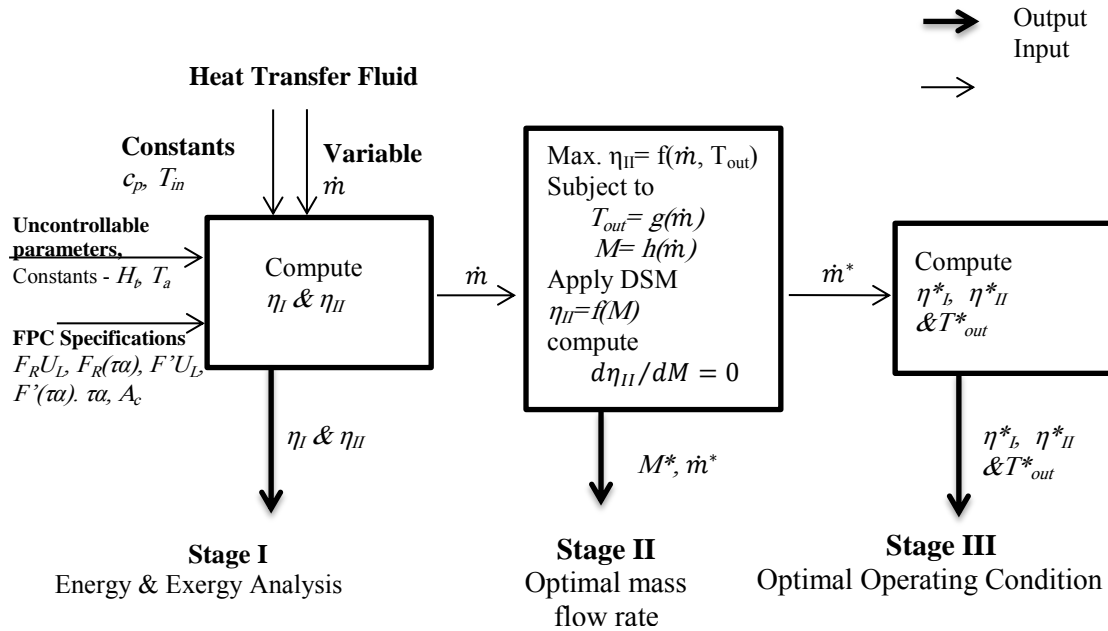 Output
Input
Heat Transfer Fluid
Constants
c_p, T_in
Variable
ṁ
Uncontrollable
parameters,
Constants - H_b, T_a
FPC Specifications
F_RU_L, F_R(τα), F'U_L,
F'(τα). τα, A_c
Compute
η_I & η_II
ṁ
Max. η_II= f(ṁ, T_out)
Subject to
T_out= g(ṁ)
M= h(ṁ)
Apply DSM
η_II=f(M)
compute
dη_II/dM = 0
ṁ*
Compute
η*_I, η*_II
&T*_out
η_I & η_II
M*, ṁ*
η*_I, η*_II
&T*_out
Stage I
Energy & Exergy Analysis
Stage II
Optimal mass
flow rate
Stage III
Optimal Operating Condition